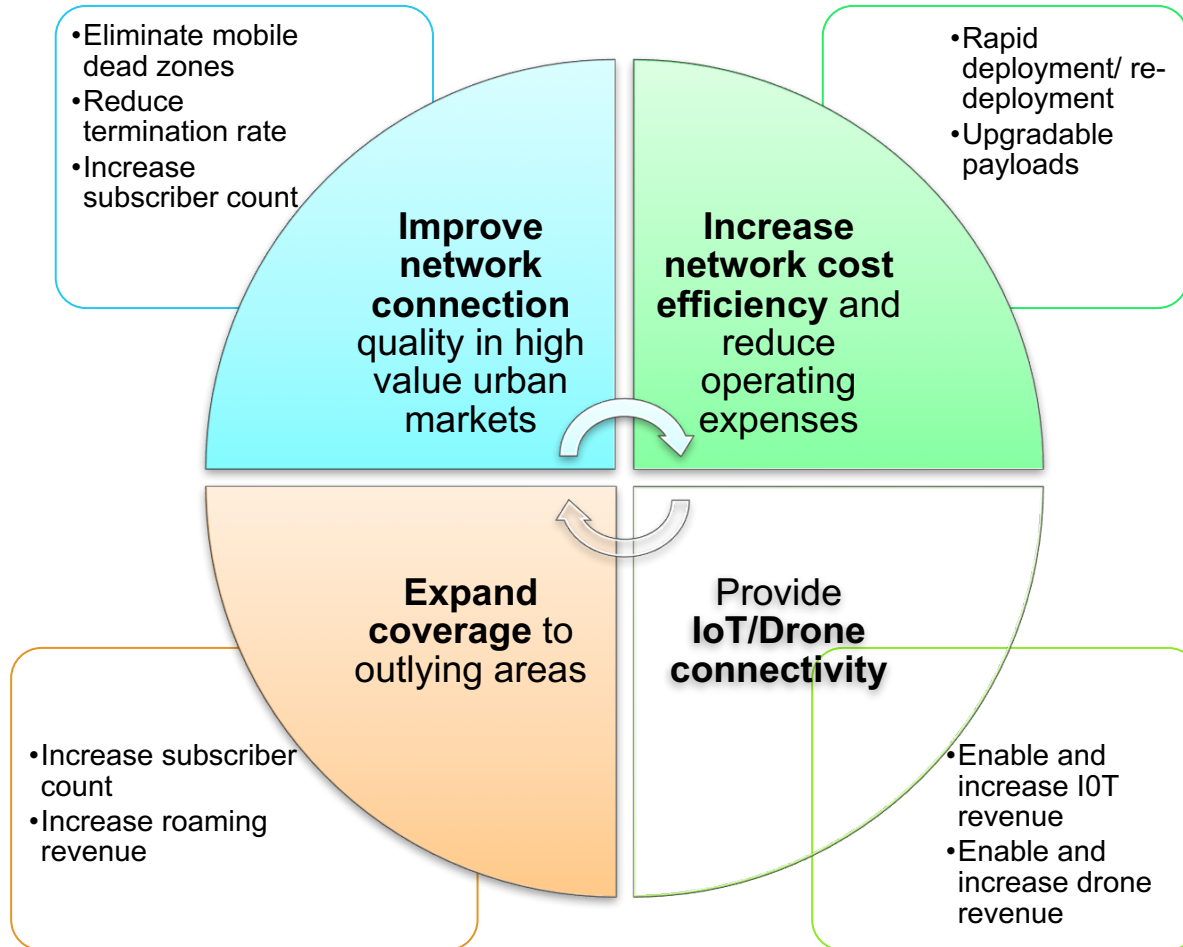 •Eliminate mobile
dead zones
•Reduce
termination rate
•Increase
subscriber count
•Rapid
deployment/ re-
deployment
•Upgradable
payloads
Improve
network
connection
quality in high
value urban
markets
Increase
network cost
efficiency and
reduce
operating
expenses
Expand
coverage to
outlying areas
Provide
IoT/Drone
connectivity
•Increase subscriber
count
•Increase roaming
revenue
•Enable and
increase I0T
revenue
•Enable and
increase drone
revenue